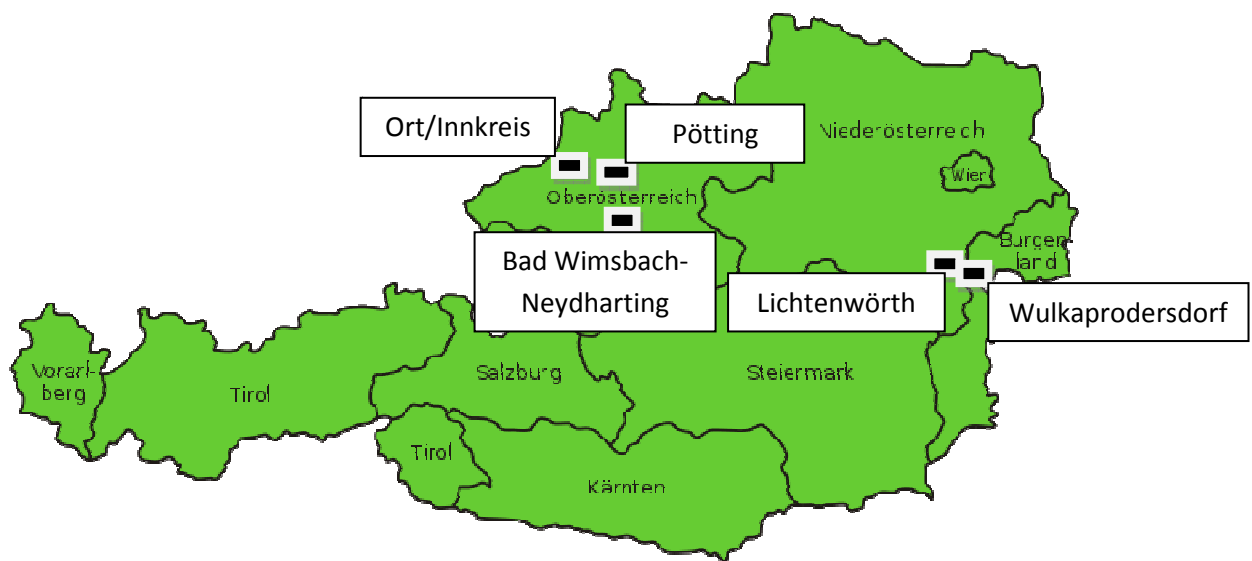 Ort/Innkreis
Pötting
Niederösterreich
Wier
Oberösterreich
Burgen-
land
Bad Wimsbach-
Neydharting
Lichtenwörth
Wulkaprodersdorf
Vorarl-
berg
Tirol
Salzburg
Steiermark
Tirol
Kärnten